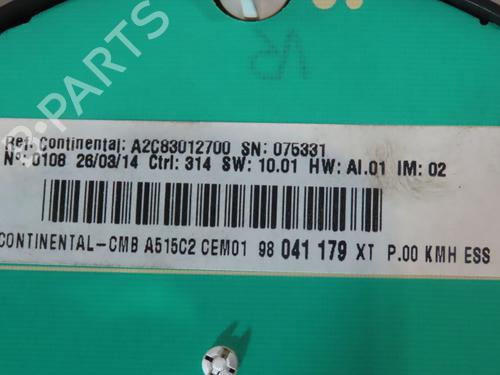 VR
Ref. Continental: A2C83012700 SN: 075331
Nº: 0108 26/03/14 Ctrl: 314 SW: 10.01 HW: AI.01 IM: 02
CONTINENTAL-CMB A515C2 CEM01 98 041 179 XT P.00 KMH ESS
B-PARTS